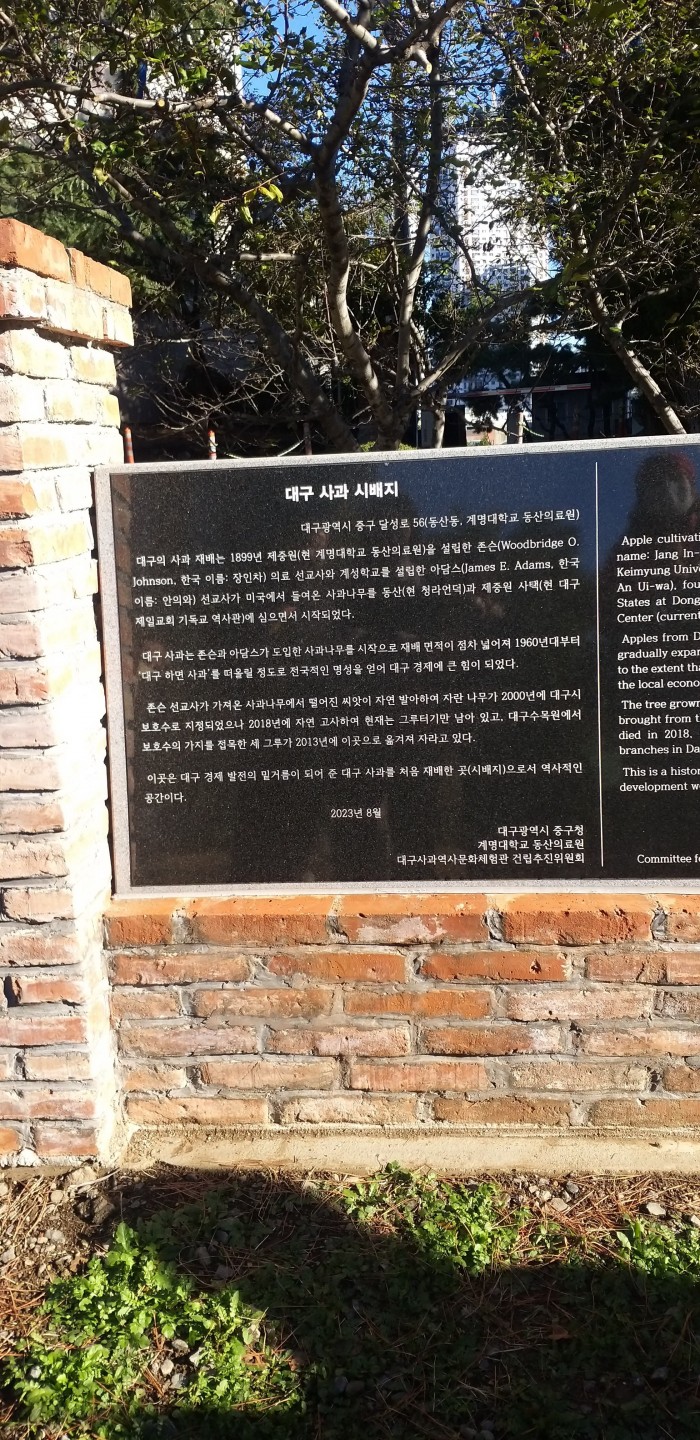 대구 사과 시배지
대구광역시 중구 달성로 56(동산동, 계명대학교 동산의료원)
대구의 사과 재배는 1899년 제중원(현 계명대학교 동산의료원)을 설립한 존슨(Woodbridge O.
Johnson, 한국 이름: 장인차) 의료 선교사와 계성학교를 설립한 아담스(James E. Adams, 한국
이름: 안의와) 선교사가 미국에서 들여온 사과나무를 동산(현 청라언덕)과 제중원 사택(현 대구
제일교회 기독교 역사관)에 심으면서 시작되었다.
대구 사과는 존슨과 아담스가 도입한 사과나무를 시작으로 재배 면적이 점차 넓어져 1960년대부터
'대구 하면 사과'를 떠올릴 정도로 전국적인 명성을 얻어 대구 경제에 큰 힘이 되었다.
존슨 선교사가 가져온 사과나무에서 떨어진 씨앗이 자연 발아하여 자란 나무가 2000년에 대구시
보호수로 지정되었으나 2018년에 자연 고사하여 현재는 그루터기만 남아 있고, 대구수목원에서
보호수의 가지를 접목한 세 그루가 2013년에 이곳으로 옮겨져 자라고 있다.
이곳은 대구 경제 발전의 밑거름이 되어 준 대구 사과를 처음 재배한 곳(시배지)으로서 역사적인
공간이다.
2023년 8월
대구광역시 중구청
계명대학교 동산의료원
대구사과역사문화체험관 건립추진위원회
Apple cultivati
name: Jang In-
Keimyung Unive
An Ui-wa), fou
States at Dong
Center (current
Apples from D
gradually expan
to the extent tha
the local econo
The tree grown
brought from t
died in 2018.
branches in Da
This is a histor
development we
Committee fo